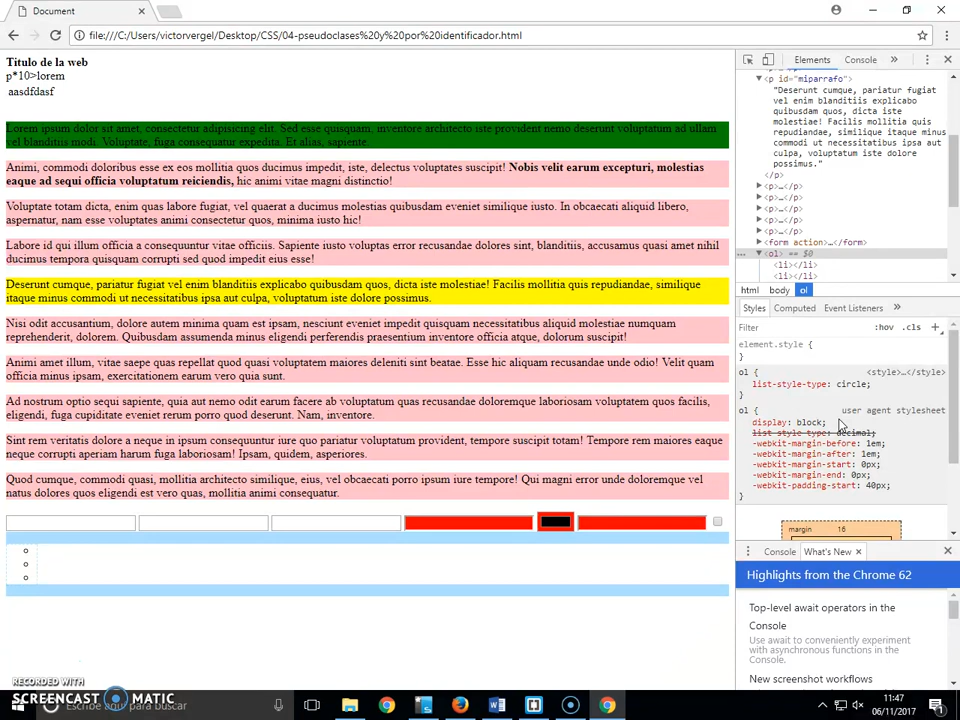 Document
file:///C:/Users/victorvergel/Desktop/CSS/04-pseudoclases%20y%20por%20identificador.html
Titulo de la web
p*10>lorem
aasdfdasf
Lorem ipsum dolor sit amet, consectetur adipisicing elit. Sed esse quisquam, inventore architecto iste provident nemo deserunt voluptatum ad ullam
vel blanditiis modi. Voluptate, fuga consequatur expedita. Et alias, sapiente.
Animi, commodi doloribus esse ex eos mollitia quos ducimus impedit, iste, delectus voluptates suscipit! Nobis velit earum excepturi, molestias
eaque ad sequi officia voluptatum reiciendis, hic animi vitae magni distinctio!
Voluptate totam dicta, enim quas labore fugiat, vel quaerat a ducimus molestias quibusdam eveniet similique iusto. In obcaecati aliquid libero,
aspernatur, nam esse voluptates animi consectetur quos, minima iusto hic!
Labore id qui illum officia a consequuntur vitae officiis. Sapiente iusto voluptas error recusandae dolores sint, blanditiis, accusamus quasi amet nihil
ducimus tempora quisquam corrupti sed quod impedit eius esse!
Deserunt cumque, pariatur fugiat vel enim blanditiis explicabo quibusdam quos, dicta iste molestias! Facilis mollitia quis repudiandae, similique
itaque minus commodi ut necessitatibus ipsa aut culpa, voluptatum iste dolore possimus.
Nisi odit accusantium, dolore autem minima quam est ipsam, nesciunt eveniet quisquam necessitatibus aliquid molestiae numquam
reprehenderit, dolorem. Quibusdam assumenda minus eligendi perferendis praesentium inventore officia atque, dolorum suscipit!
Animi amet illum, vitae saepe quas repellat quod quasi voluptatem maiores deleniti sint beatae. Esse hic aliquam recusandae unde odio! Velit quam
officia minus ipsam, exercitationem earum vero quia sunt.
Ad nostrum optio sequi sapiente, quia aut nemo odit earum facere ab voluptatum quas recusandae doloremque laboriosam voluptatem quos facilis,
eligendi, fuga cupiditate eveniet rerum porro quod deserunt. Nam, inventore.
Sint rem veritatis dolore a neque in ipsum consequuntur iure quo pariatur voluptatum provident, tempore suscipit totam! Tempore rem maiores
neque corrupti aperiam harum fuga laboriosam! Ipsam, quidem, asperiores.
Quod cumque, commodi quasi, mollitia architecto similique, eius, vel obcaecati porro ipsum iure tempora! Qui magni error unde doloremque vel
natus dolores quos eligendi est quos, mollitia animi consequatur.
Elements
Console
<p id="miparrafo">
"Deserunt cumque, pariatur fugiat
vel enim blanditiis explicabo
quibusdam quos, dicta iste
molestias! Facilis mollitia quis
repudiandae, similique itaque minus
commodi ut necessitatibus ipsa aut
culpa, voluptatum iste dolore
possimus."
</p>
<p>…</p>
<p>…</p>
<p>…</p>
<p>…</p>
<p>…</p>
<form action>…</form>
<ol> == $0
<li></li>
<li></li>
html body ol
Styles Computed Event Listeners
Filter :hov .cls
element.style {
}
ol { <style>…</style>
list-style-type: circle;
}
ol { user agent stylesheet
display: block;
list-style-type: decimal;
-webkit-margin-before: 1em;
-webkit-margin-after: 1em;
-webkit-margin-start: 0px;
-webkit-margin-end: 0px;
-webkit-padding-start: 40px;
}
margin 16
Console What's New
Highlights from the Chrome 62
Top-level await operators in the
Console
Use await to conveniently experiment
with asynchronous functions in the
Console.
New screenshot workflows
RECORDED WITH
SCREENCAST MATIC
Escribe aquí para buscar
11:47
06/11/2017
1